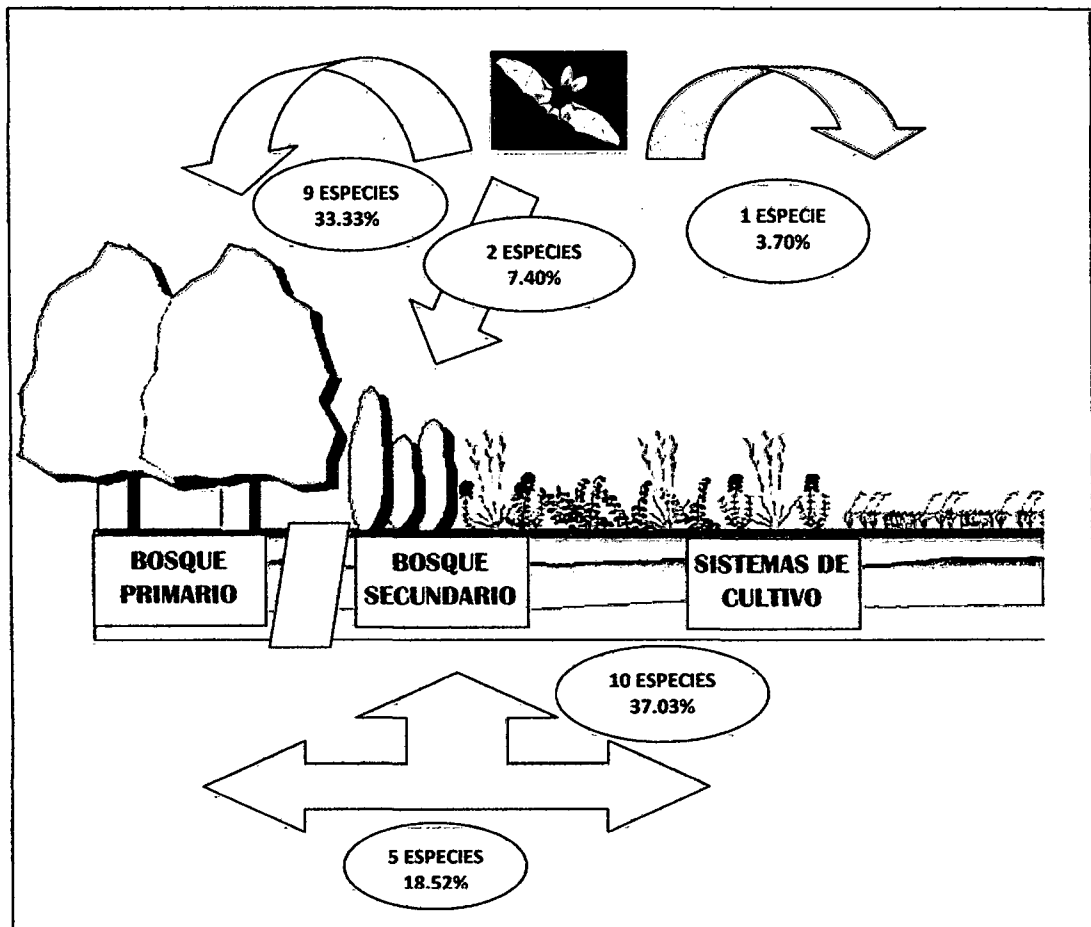 9 ESPECIES
33.33%
2 ESPECIES
7.40%
1 ESPECIE
3.70%
BOSQUE
PRIMARIO
BOSQUE
SECUNDARIO
SISTEMAS DE
CULTIVO
10 ESPECIES
37.03%
5 ESPECIES
18.52%